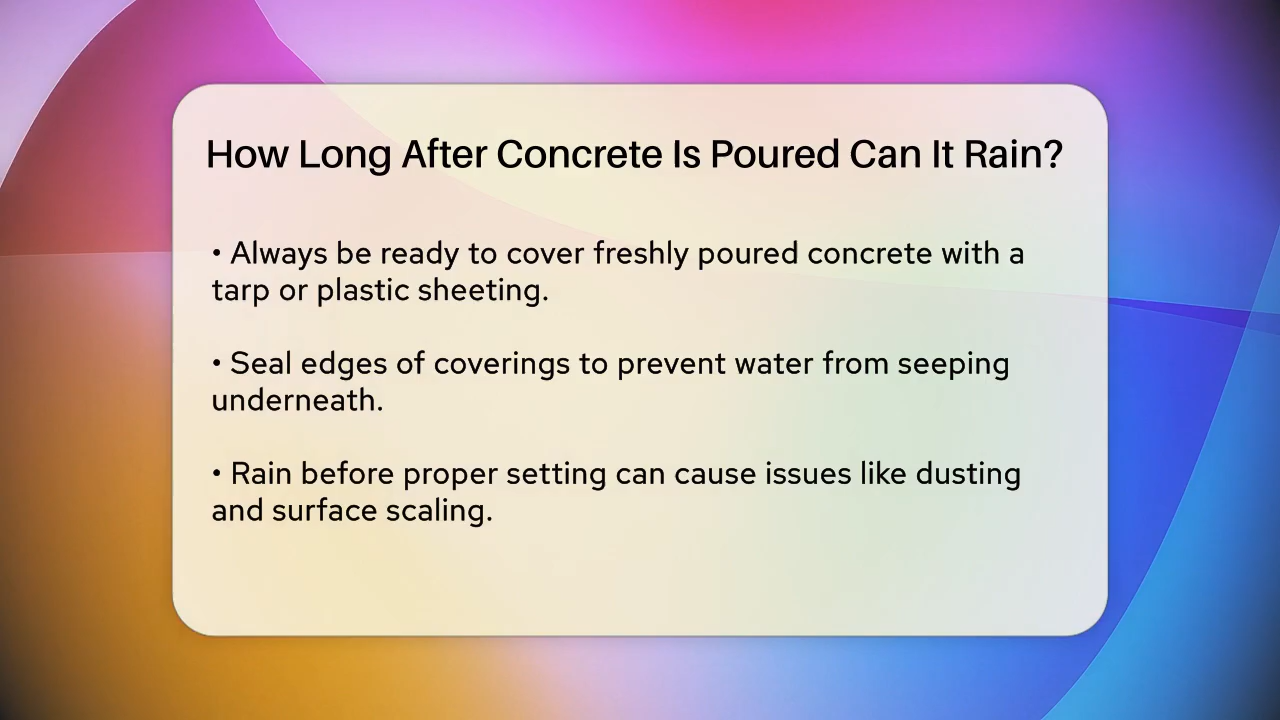 How Long After Concrete Is Poured Can It Rain?
• Always be ready to cover freshly poured concrete with a
tarp or plastic sheeting.
• Seal edges of coverings to prevent water from seeping
underneath.
• Rain before proper setting can cause issues like dusting
and surface scaling.